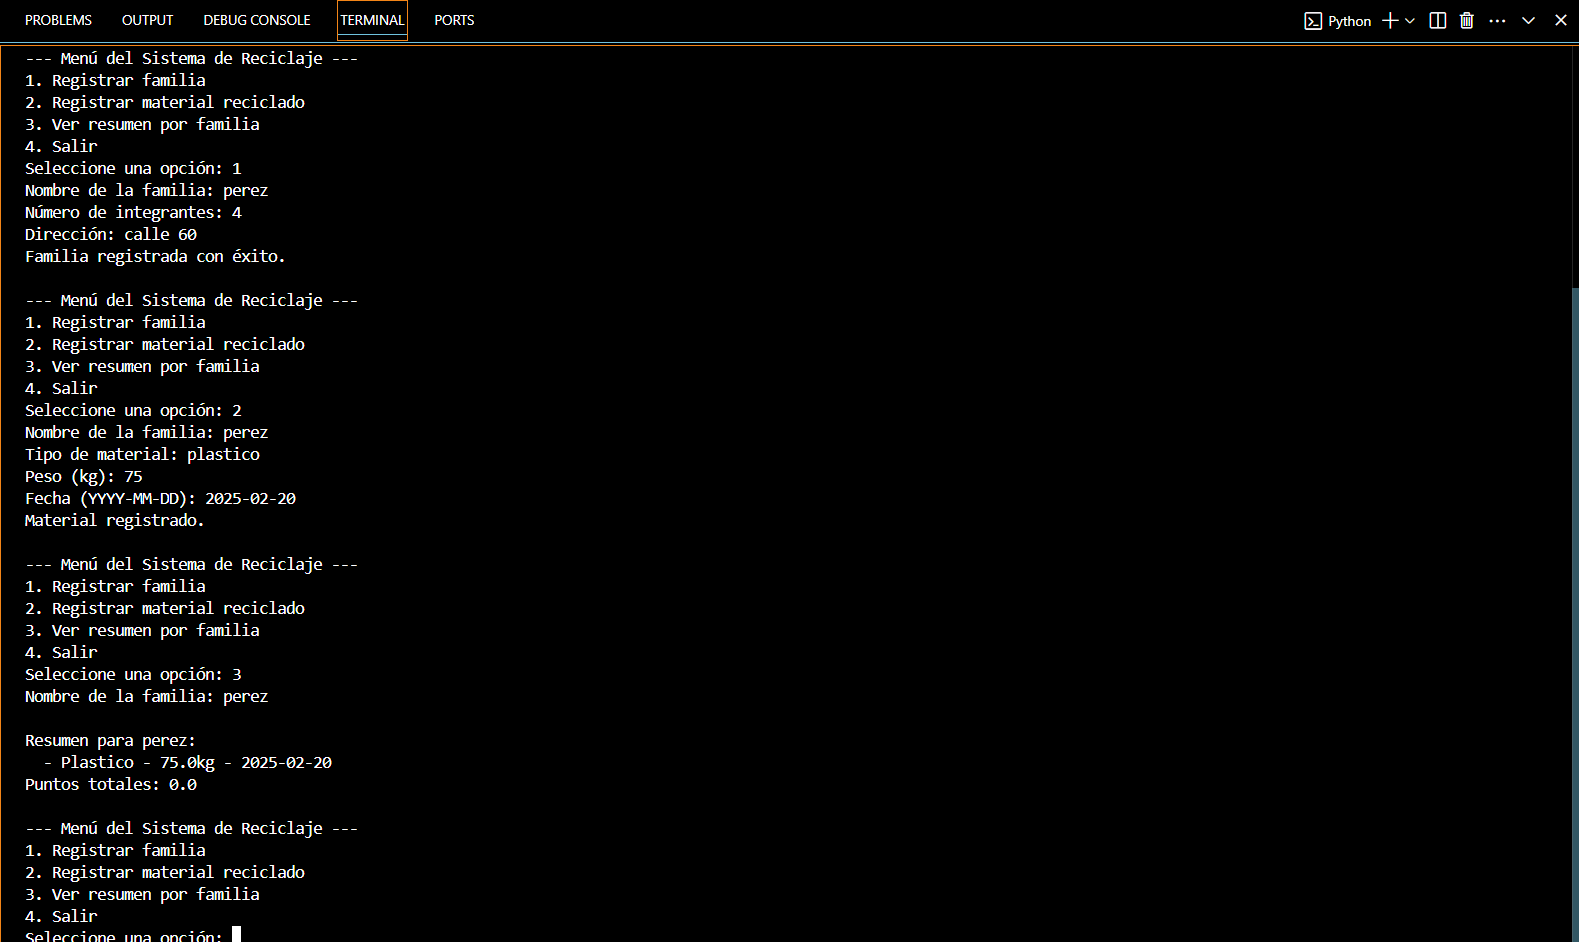 PROBLEMS OUTPUT DEBUG CONSOLE TERMINAL PORTS Python
--- Menú del Sistema de Reciclaje ---
1. Registrar familia
2. Registrar material reciclado
3. Ver resumen por familia
4. Salir
Seleccione una opción: 1
Nombre de la familia: perez
Número de integrantes: 4
Dirección: calle 60
Familia registrada con éxito.
--- Menú del Sistema de Reciclaje ---
1. Registrar familia
2. Registrar material reciclado
3. Ver resumen por familia
4. Salir
Seleccione una opción: 2
Nombre de la familia: perez
Tipo de material: plastico
Peso (kg): 75
Fecha (YYYY-MM-DD): 2025-02-20
Material registrado.
--- Menú del Sistema de Reciclaje ---
1. Registrar familia
2. Registrar material reciclado
3. Ver resumen por familia
4. Salir
Seleccione una opción: 3
Nombre de la familia: perez
Resumen para perez:
- Plastico - 75.0kg - 2025-02-20
Puntos totales: 0.0
--- Menú del Sistema de Reciclaje ---
1. Registrar familia
2. Registrar material reciclado
3. Ver resumen por familia
4. Salir
Seleccione una opción: